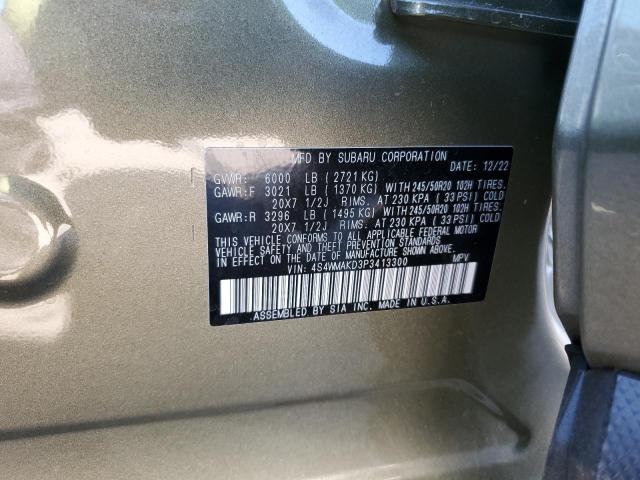 MFD BY SUBARU CORPORATION
DATE: 12/22
GVWR: 6000 LB (2721 KG)
GAWR:F 3021 LB (1370 KG) WITH 245/50R20 102H TIRES.
20X7 1/2J RIMS. AT 230 KPA (33 PSI) COLD
GAWR:R 3296 LB (1495 KG) WITH 245/50R20 102H TIRES.
20X7 1/2J RIMS. AT 230 KPA (33 PSI) COLD
THIS VEHICLE CONFORMS TO ALL APPLICABLE FEDERAL MOTOR
VEHICLE SAFETY AND THEFT PREVENTION STANDARDS
IN EFFECT ON THE DATE OF MANUFACTURE SHOWN ABOVE.
VIN: 4S4WMAKD3P3413300 MPV
ASSEMBLED BY SIA INC. MADE IN U.S.A.